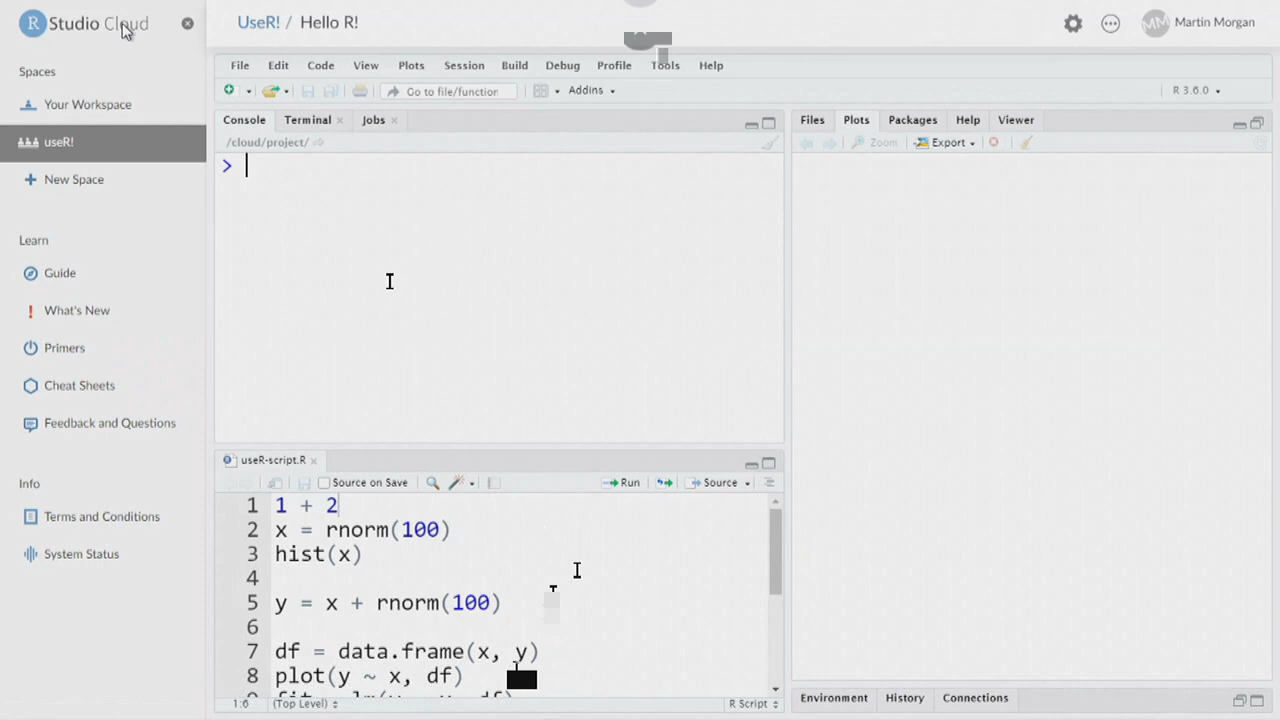 R Studio Cloud
UseR! / Hello R!
MM Martin Morgan
Spaces
Your Workspace
useR!
New Space
Learn
Guide
What's New
Primers
Cheat Sheets
Feedback and Questions
Info
Terms and Conditions
System Status
File Edit Code View Plots Session Build Debug Profile Tools Help
Go to file/function Addins R 3.6.0
Console Terminal Jobs
/cloud/project/
>
Files Plots Packages Help Viewer
Zoom Export
useR-script.R
Source on Save Run Source
1 1 + 2
2 x = rnorm(100)
3 hist(x)
4
5 y = x + rnorm(100)
6
7 df = data.frame(x, y)
8 plot(y ~ x, df)
1:6 (Top Level) R Script
Environment History Connections